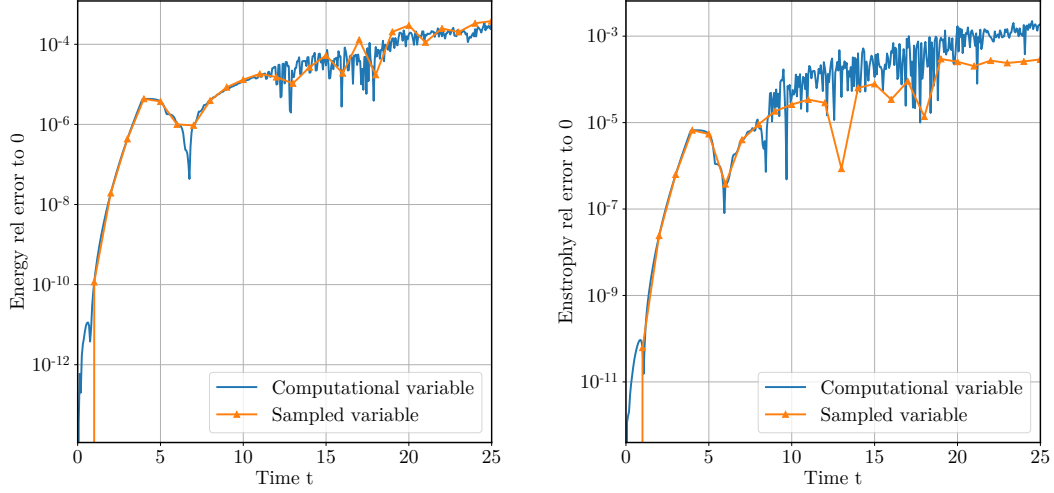 Energy rel error to 0
10^-4
10^-6
10^-8
10^-10
10^-12
0 5 10 15 20 25
Time t
Computational variable
Sampled variable
Enstrophy rel error to 0
10^-3
10^-5
10^-7
10^-9
10^-11
0 5 10 15 20 25
Time t
Computational variable
Sampled variable